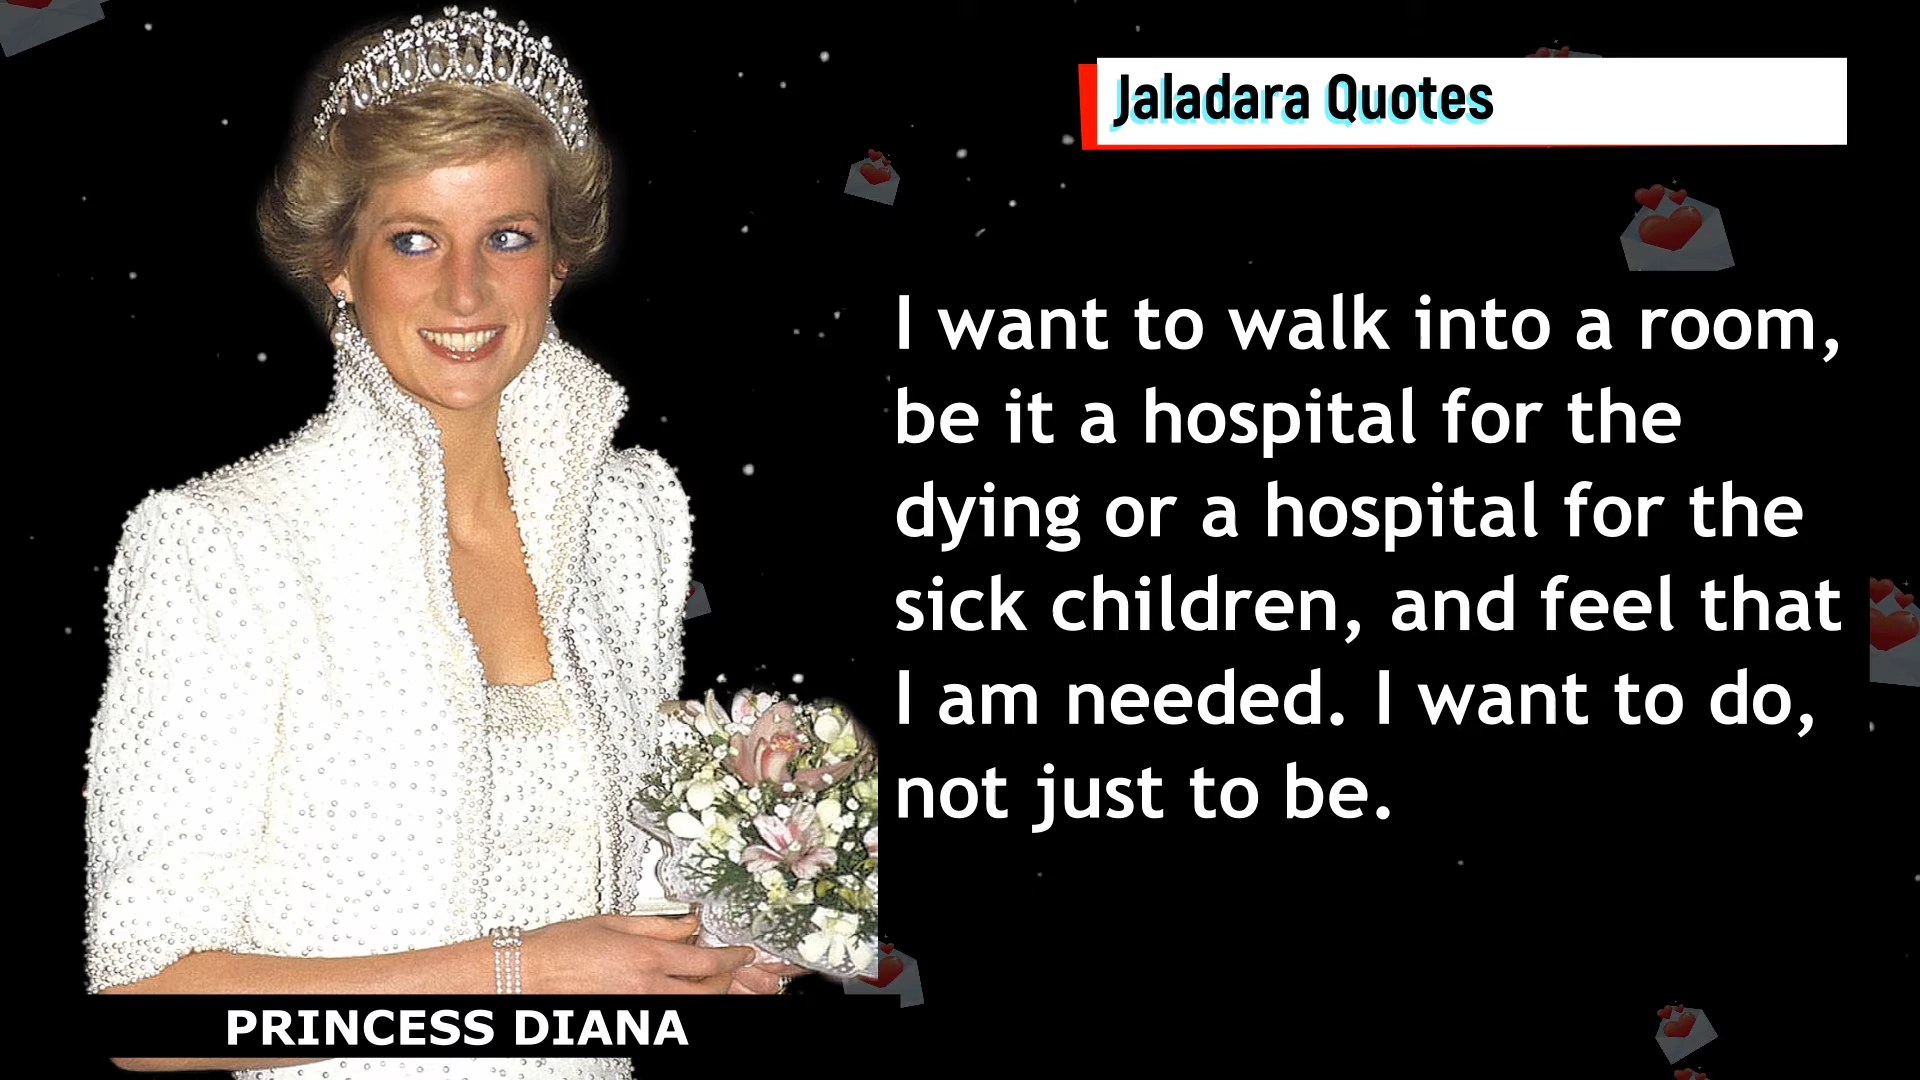 Jaladara Quotes
I want to walk into a room,
be it a hospital for the
dying or a hospital for the
sick children, and feel that
I am needed. I want to do,
not just to be.
PRINCESS DIANA